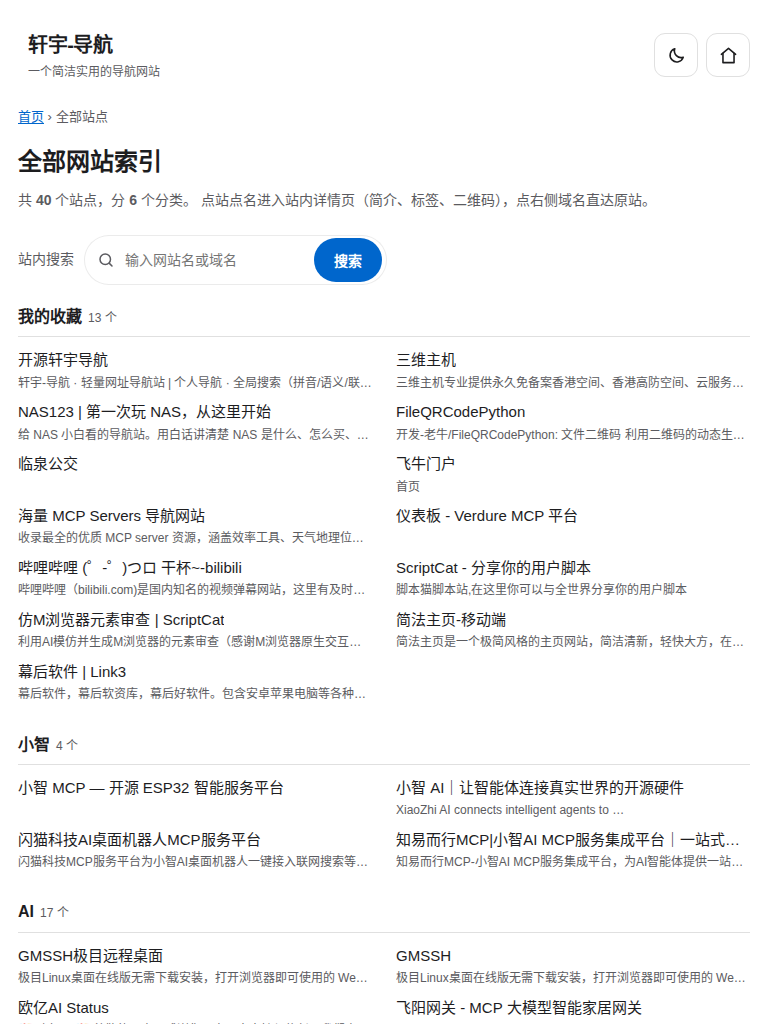 轩宇-导航
一个简洁实用的导航网站
首页 › 全部站点
全部网站索引
共 40 个站点，分 6 个分类。 点站点名进入站内详情页（简介、标签、二维码），点右侧域名直达原站。
站内搜索 输入网站名或域名 搜索
我的收藏 13 个
开源轩宇导航
轩宇-导航 · 轻量网址导航站 | 个人导航 · 全局搜索（拼音/语义/联…
三维主机
三维主机专业提供永久免备案香港空间、香港高防空间、云服务…
NAS123 | 第一次玩 NAS，从这里开始
给 NAS 小白看的导航站。用白话讲清楚 NAS 是什么、怎么买、…
FileQRCodePython
开发-老牛/FileQRCodePython: 文件二维码 利用二维码的动态生…
临泉公交
飞牛门户
首页
海量 MCP Servers 导航网站
收录最全的优质 MCP server 资源，涵盖效率工具、天气地理位…
仪表板 - Verdure MCP 平台
哔哩哔哩 (゜-゜)つロ 干杯~-bilibili
哔哩哔哩（bilibili.com)是国内知名的视频弹幕网站，这里有及时…
ScriptCat - 分享你的用户脚本
脚本猫脚本站,在这里你可以与全世界分享你的用户脚本
仿M浏览器元素审查 | ScriptCat
利用AI模仿并生成M浏览器的元素审查（感谢M浏览器原生交互…
简法主页-移动端
简法主页是一个极简风格的主页网站，简洁清新，轻快大方，在…
幕后软件 | Link3
幕后软件，幕后软资库，幕后好软件。包含安卓苹果电脑等各种…
小智 4 个
小智 MCP — 开源 ESP32 智能服务平台
小智 AI｜让智能体连接真实世界的开源硬件
XiaoZhi AI connects intelligent agents to …
闪猫科技AI桌面机器人MCP服务平台
闪猫科技MCP服务平台为小智AI桌面机器人一键接入联网搜索等…
知易而行MCP|小智AI MCP服务集成平台｜一站式…
知易而行MCP-小智AI MCP服务集成平台，为AI智能体提供一站…
AI 17 个
GMSSH极目远程桌面
极目Linux桌面在线版无需下载安装，打开浏览器即可使用的 We…
GMSSH
极目Linux桌面在线版无需下载安装，打开浏览器即可使用的 We…
欧亿AI Status
飞阳网关 - MCP 大模型智能家居网关